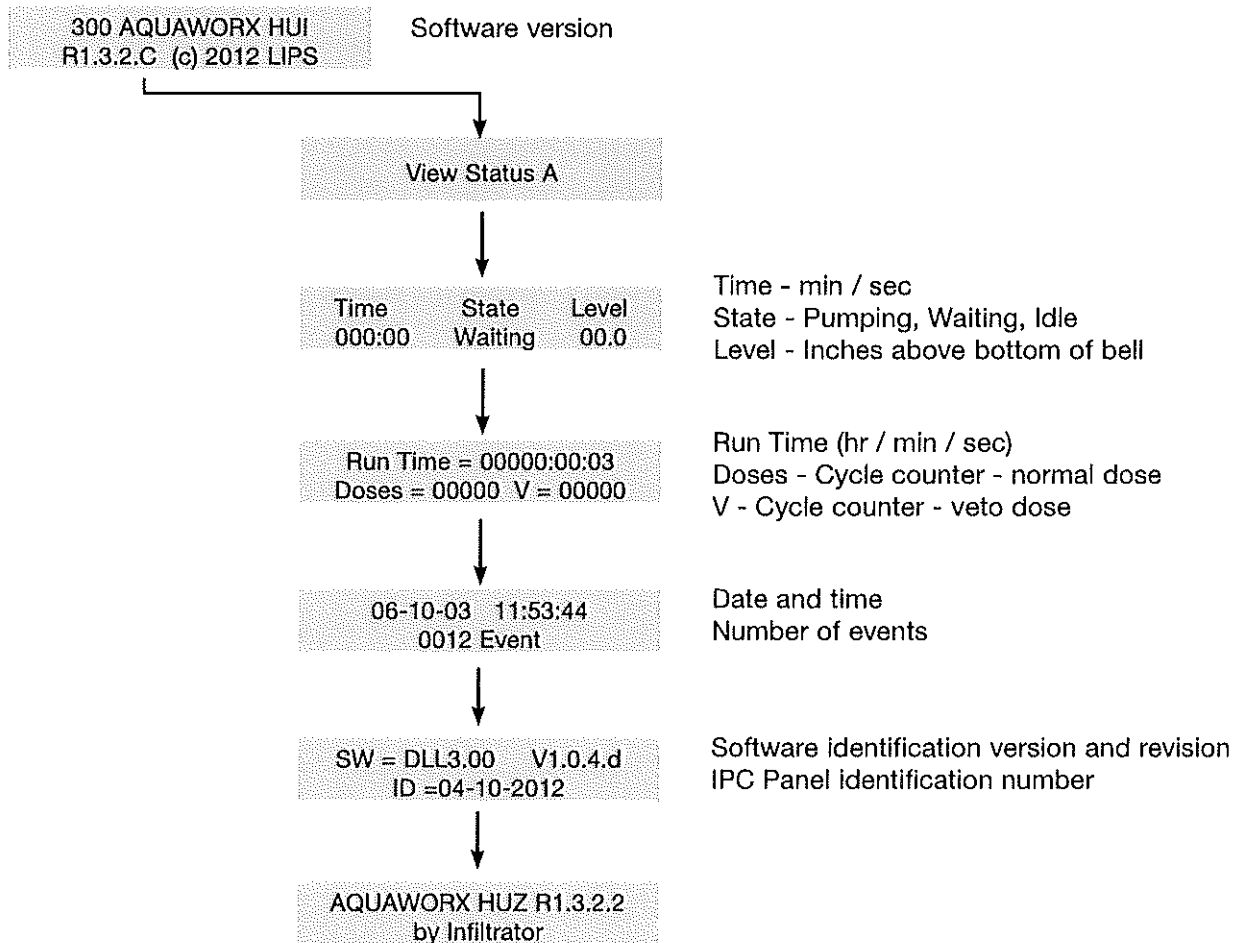 300 AQUAWORX HUI
R1.3.2.C (c) 2012 LIPS
Software version
View Status A
Time State Level
000:00 Waiting 00.0
Time - min / sec
State - Pumping, Waiting, Idle
Level - Inches above bottom of bell
Run Time = 00000:00:03
Doses = 00000 V = 00000
Run Time (hr / min / sec)
Doses - Cycle counter - normal dose
V - Cycle counter - veto dose
06-10-03 11:53:44
0012 Event
Date and time
Number of events
SW = DLL3.00 V1.0.4.d
ID =04-10-2012
Software identification version and revision
IPC Panel identification number
AQUAWORX HUZ R1.3.2.2
by Infiltrator